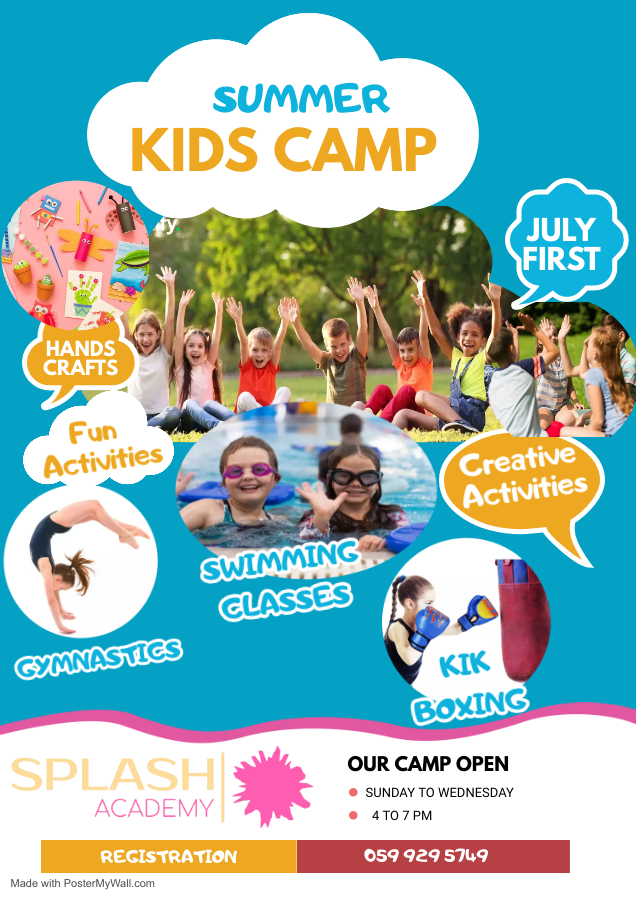 SUMMER
KIDS CAMP
JULY
FIRST
HANDS
CRAFTS
Fun
Activities
Creative
Activities
SWIMMING
CLASSES
GYMNASTICS
KIK
BOXING
SPLASH
ACADEMY
OUR CAMP OPEN
SUNDAY TO WEDNESDAY
4 TO 7 PM
REGISTRATION
059 929 5749
Made with PosterMyWall.com